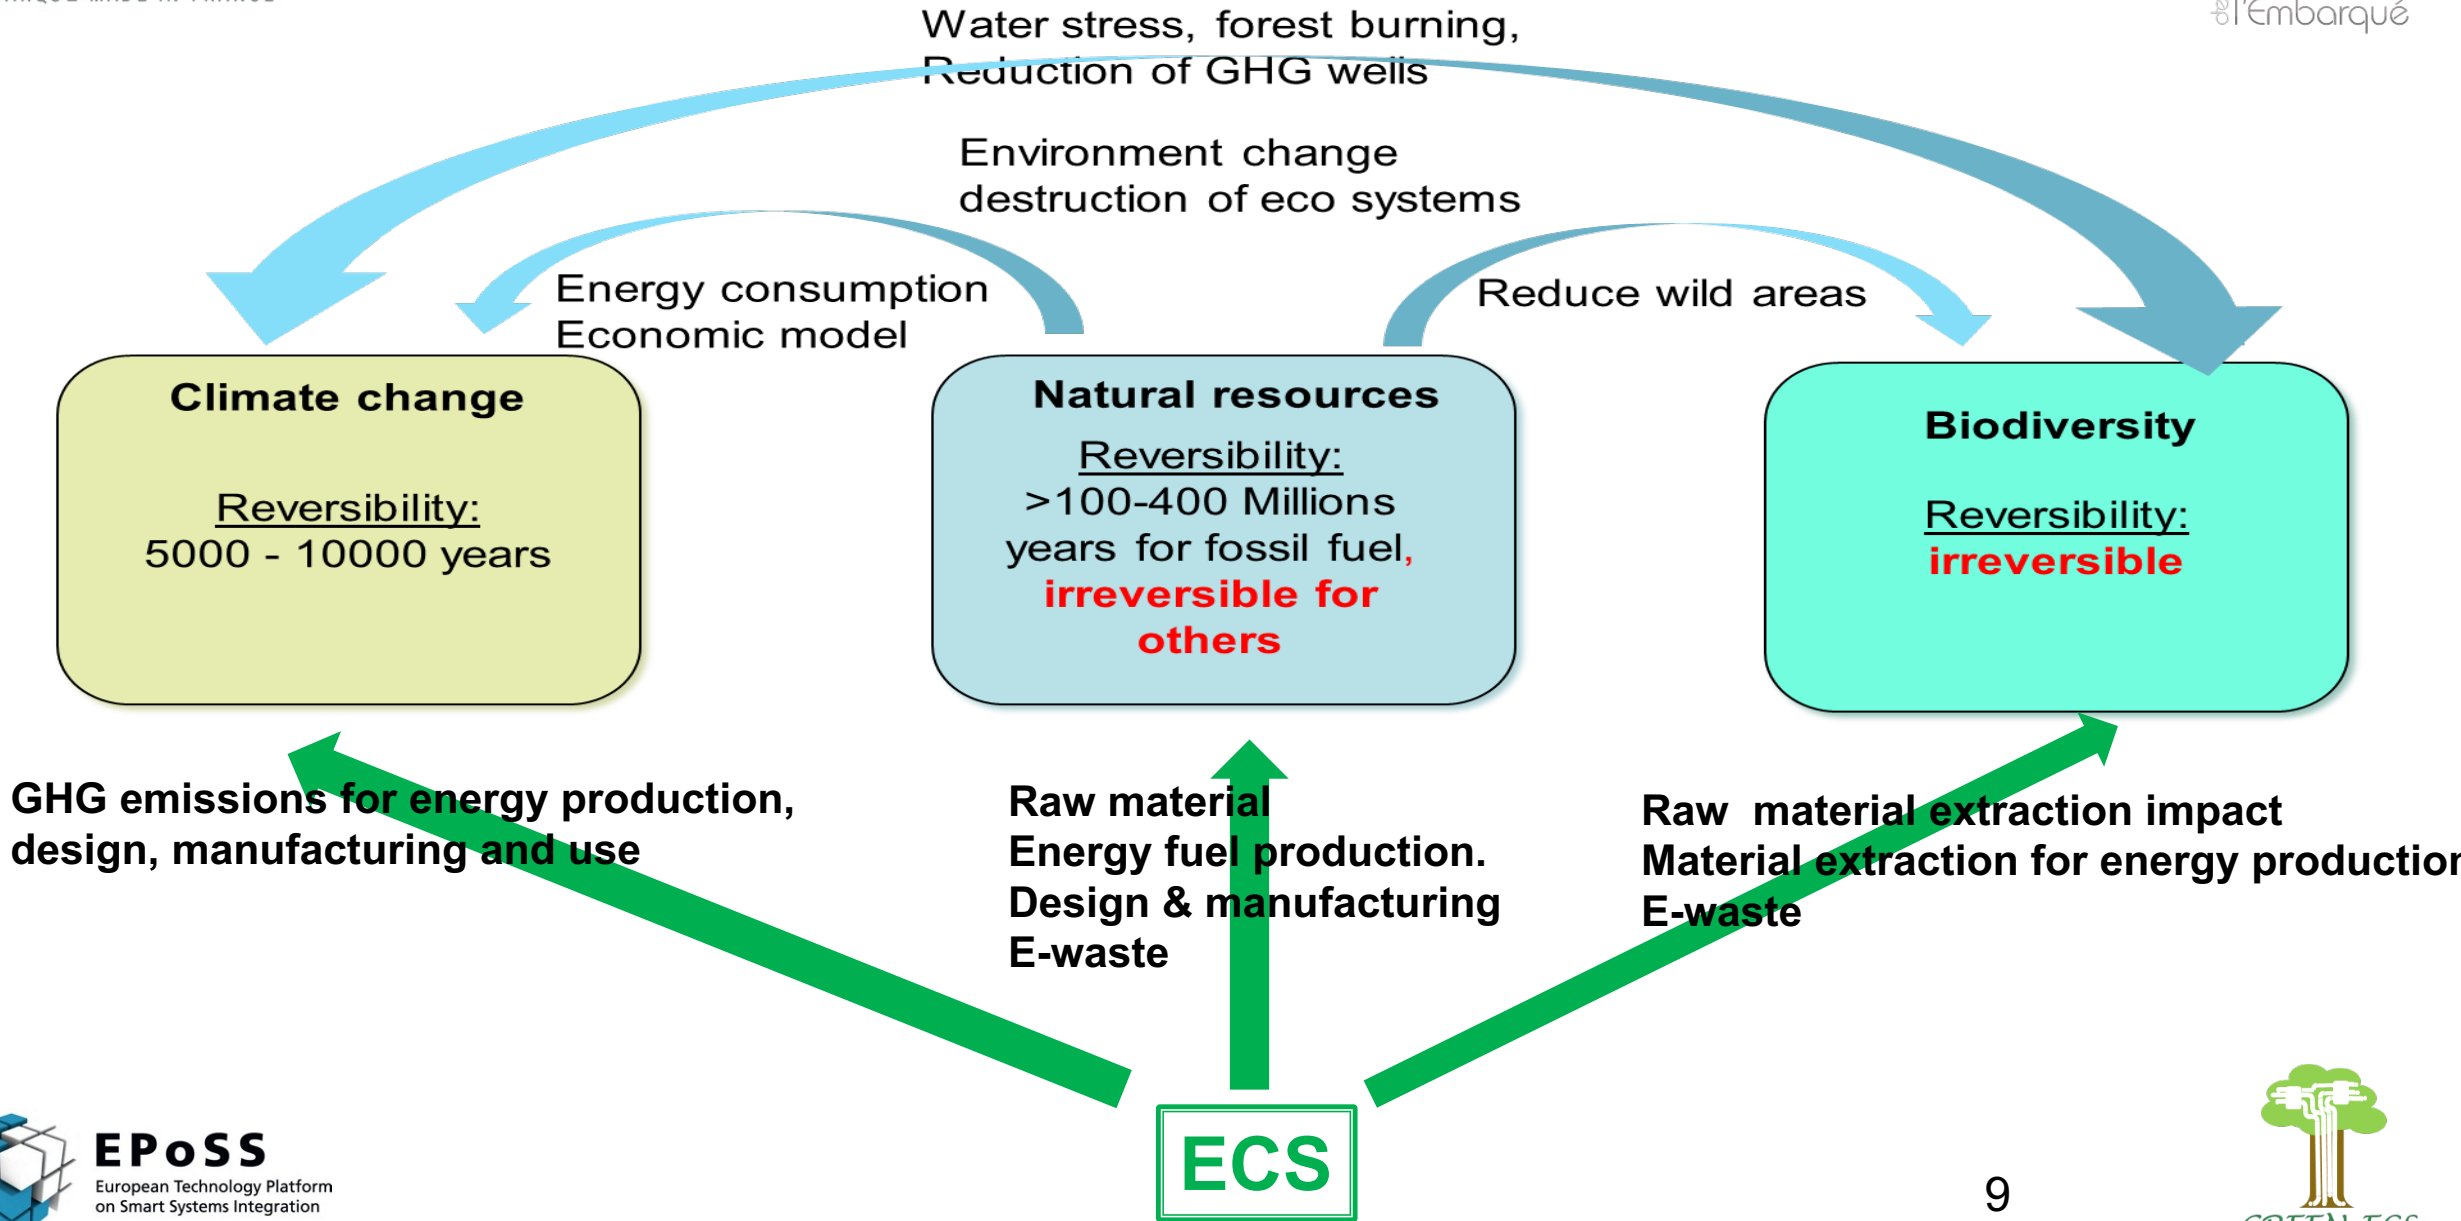 l'Embarqué
Water stress, forest burning,
Reduction of GHG wells
Environment change
destruction of eco systems
Energy consumption
Economic model
Reduce wild areas
Climate change
Reversibility:
5000 - 10000 years
Natural resources
Reversibility:
>100-400 Millions
years for fossil fuel,
irreversible for
others
Biodiversity
Reversibility:
irreversible
GHG emissions for energy production,
design, manufacturing and use
Raw material
Energy fuel production.
Design & manufacturing
E-waste
Raw material extraction impact
Material extraction for energy production
E-waste
ECS
EPoSS
European Technology Platform
on Smart Systems Integration
9